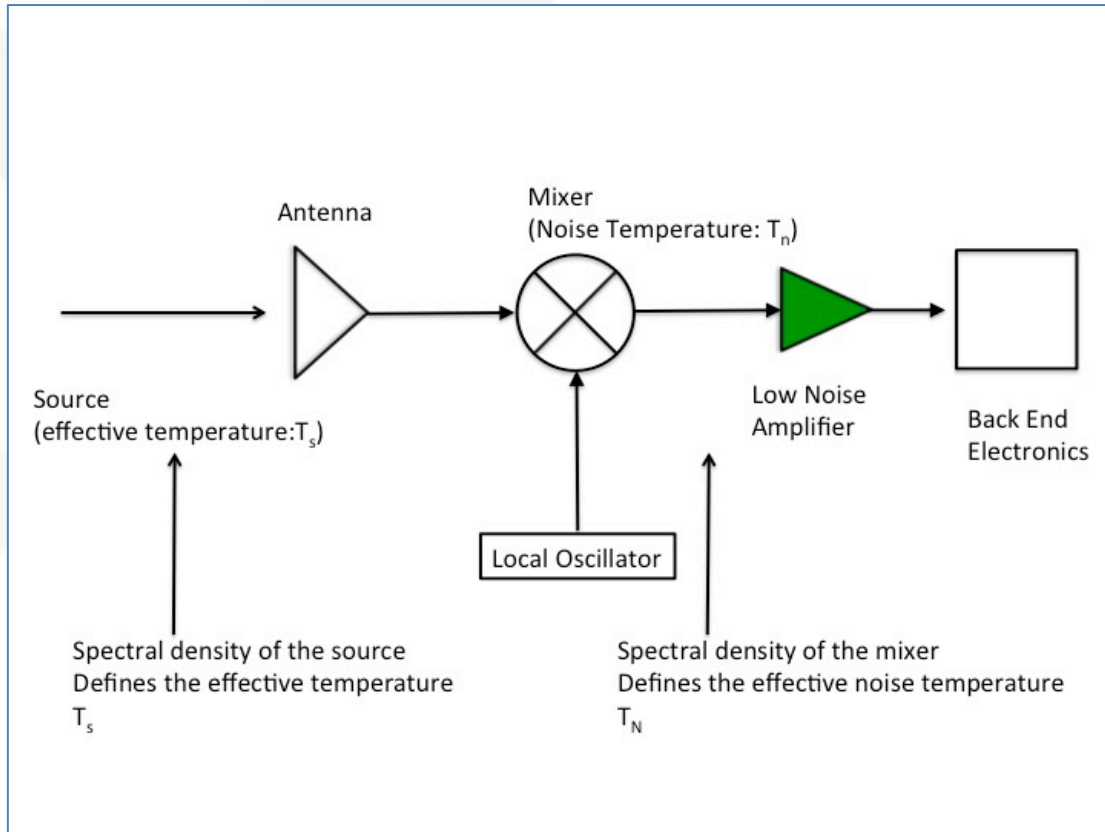 Antenna
Mixer
(Noise Temperature: Tn)
Source
(effective temperature:Ts)
Low Noise
Amplifier
Back End
Electronics
Local Oscillator
Spectral density of the source
Defines the effective temperature
Ts
Spectral density of the mixer
Defines the effective noise temperature
TN